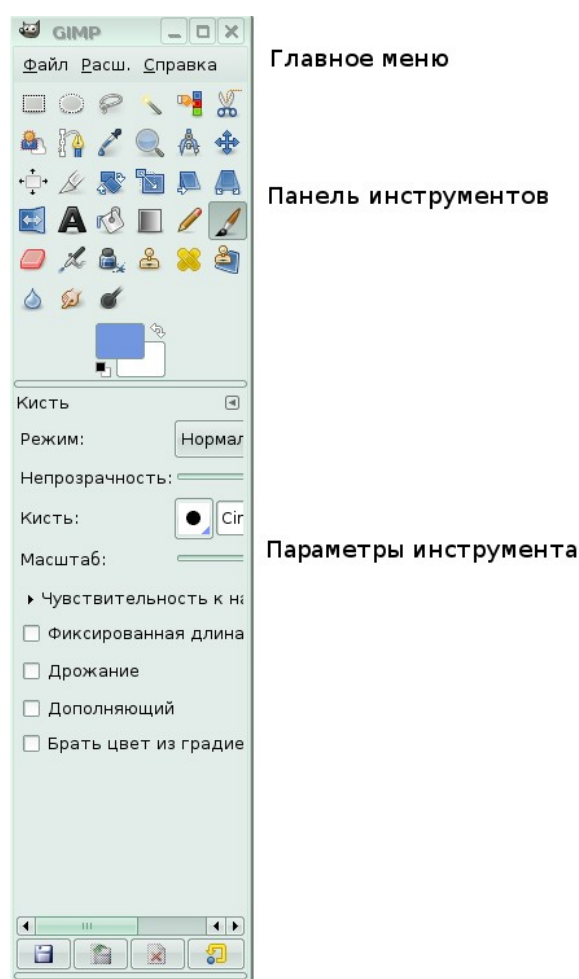 GIMP
Файл Расш. Справка
Главное меню
Панель инструментов
Кисть
Режим: Нормал
Непрозрачность:
Кисть: Cir
Масштаб:
Параметры инструмента
Чувствительность к на
Фиксированная длина
Дрожание
Дополняющий
Брать цвет из градие